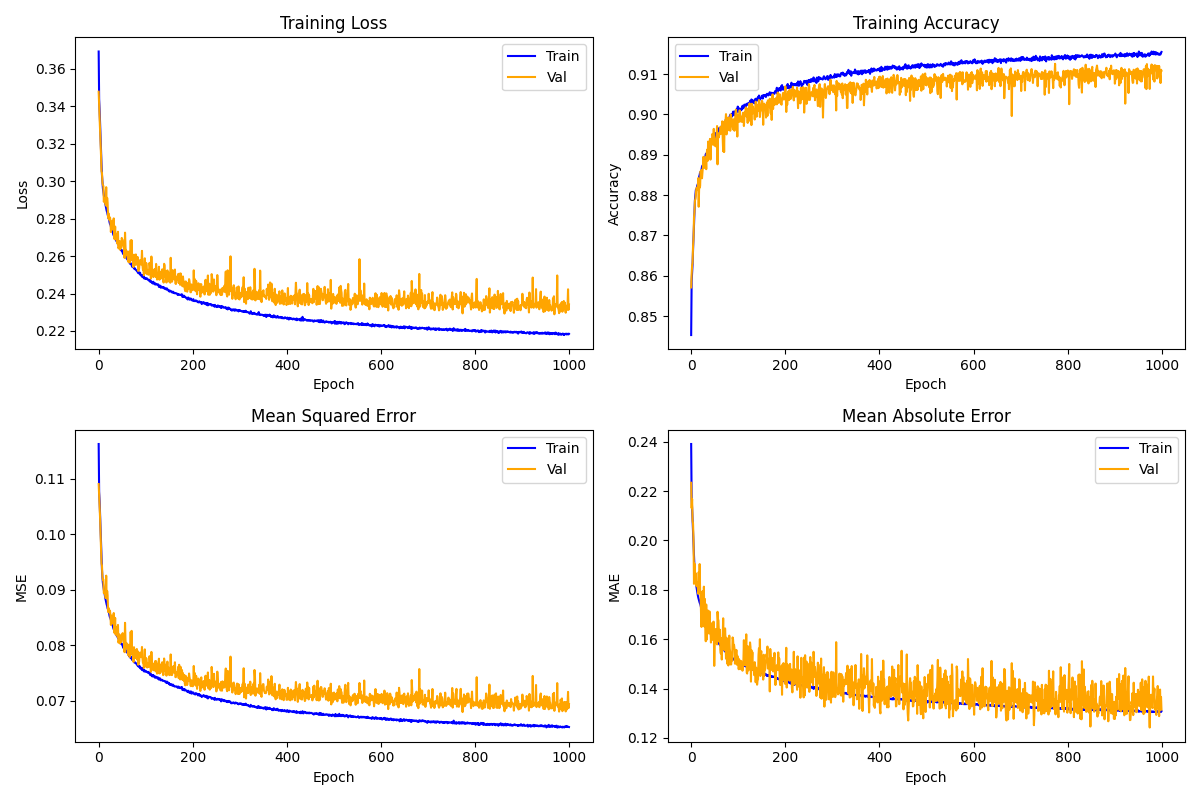 Training Loss
Train
Val
0.36
0.34
0.32
0.30
0.28
0.26
0.24
0.22
Loss
0
200
400
600
800
1000
Epoch
Training Accuracy
Train
Val
0.91
0.90
0.89
0.88
0.87
0.86
0.85
Accuracy
0
200
400
600
800
1000
Epoch
Mean Squared Error
Train
Val
0.11
0.10
0.09
0.08
0.07
MSE
0
200
400
600
800
1000
Epoch
Mean Absolute Error
Train
Val
0.24
0.22
0.20
0.18
0.16
0.14
0.12
MAE
0
200
400
600
800
1000
Epoch